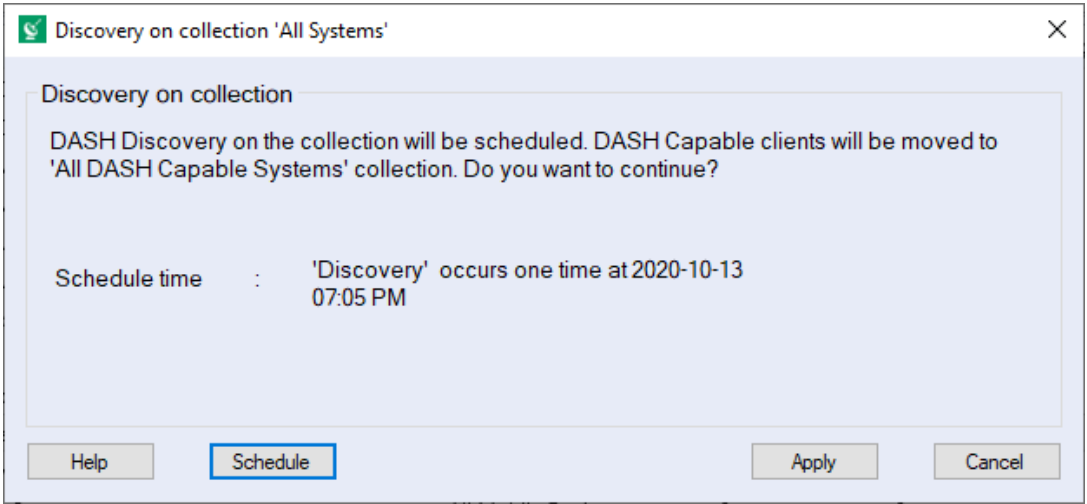 Discovery on collection 'All Systems'
Discovery on collection
DASH Discovery on the collection will be scheduled. DASH Capable clients will be moved to
'All DASH Capable Systems' collection. Do you want to continue?
Schedule time : 'Discovery' occurs one time at 2020-10-13
07:05 PM
Help Schedule Apply Cancel